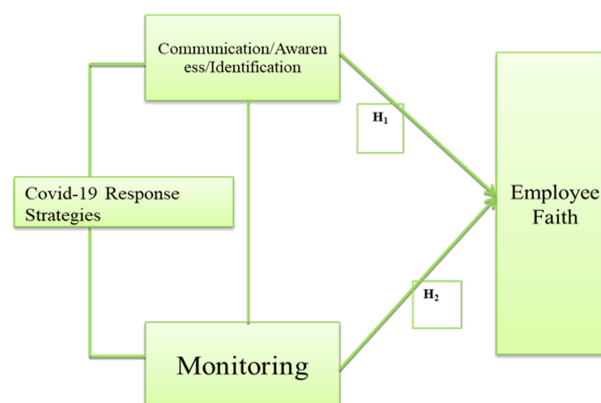 Communication/Awaren
ess/Identification
H₁
Covid-19 Response
Strategies
Employee
Faith
H₂
Monitoring